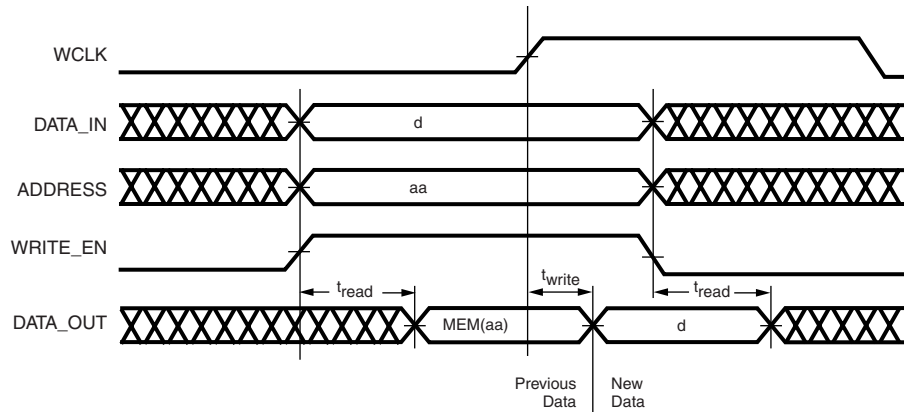 WCLK
DATA_IN
d
ADDRESS
aa
WRITE_EN
tread
twrite
tread
DATA_OUT
MEM(aa)
d
Previous Data
New Data